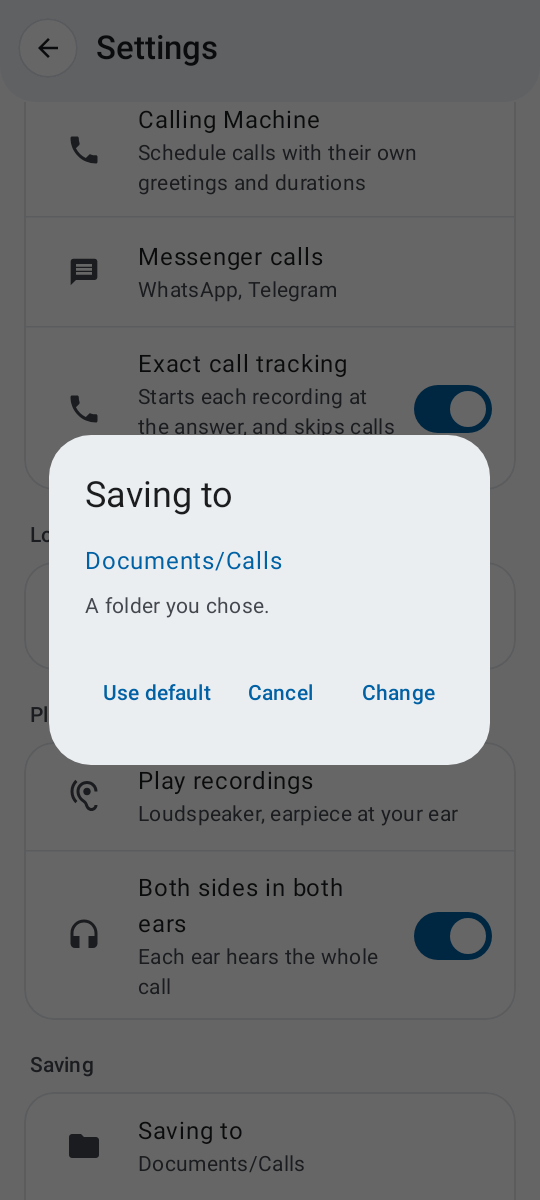 Settings
Calling Machine
Schedule calls with their own
greetings and durations
Messenger calls
WhatsApp, Telegram
Exact call tracking
Starts each recording at
the answer, and skips calls
Lo
Saving to
Documents/Calls
A folder you chose.
Use default Cancel Change
Pl
Play recordings
Loudspeaker, earpiece at your ear
Both sides in both
ears
Each ear hears the whole
call
Saving
Saving to
Documents/Calls